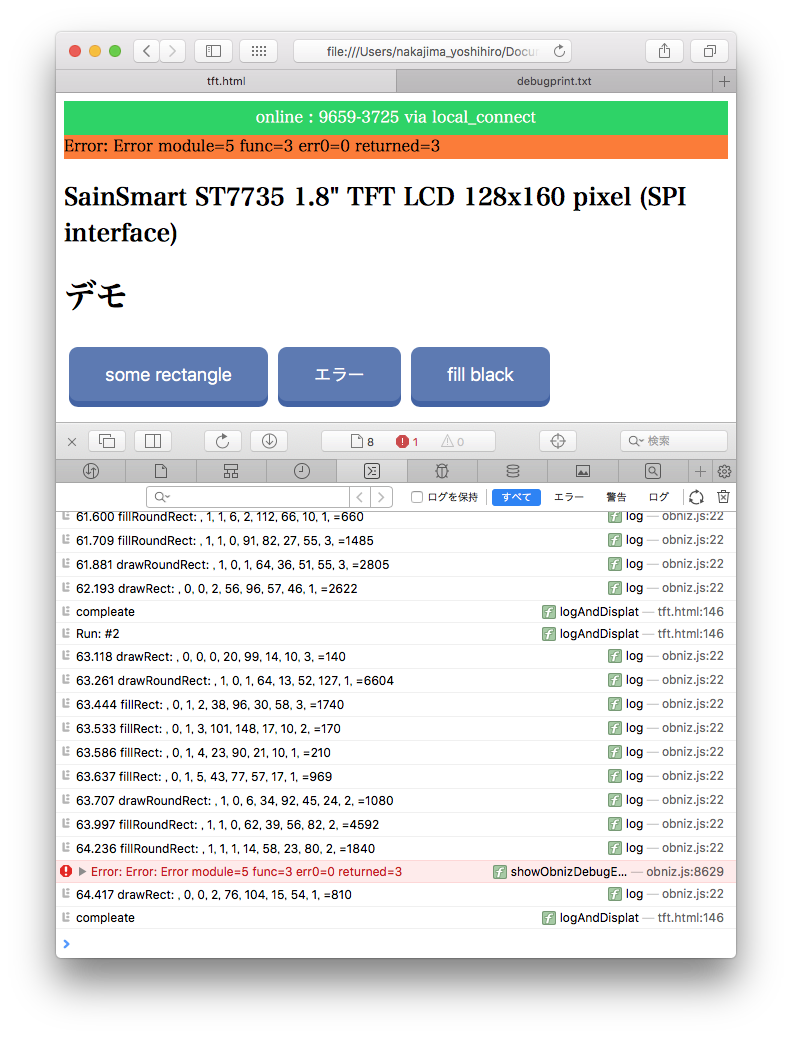 file:///Users/nakajima_yoshihiro/Docu
tft.html
debugprint.txt
online : 9659-3725 via local_connect
Error: Error module=5 func=3 err0=0 returned=3
SainSmart ST7735 1.8" TFT LCD 128x160 pixel (SPI
interface)
デモ
some rectangle
エラー
fill black
8
1
0
検索
ログを保持
すべて
エラー
警告
ログ
61.600 fillRoundRect: , 1, 1, 6, 2, 112, 66, 10, 1, =660 log — obniz.js:22
61.709 fillRoundRect: , 1, 1, 0, 91, 82, 27, 55, 3, =1485 log — obniz.js:22
61.881 drawRoundRect: , 1, 0, 1, 64, 36, 51, 55, 3, =2805 log — obniz.js:22
62.193 drawRect: , 0, 0, 2, 56, 96, 57, 46, 1, =2622 log — obniz.js:22
compleate logAndDisplat — tft.html:146
Run: #2 logAndDisplat — tft.html:146
63.118 drawRect: , 0, 0, 0, 20, 99, 14, 10, 3, =140 log — obniz.js:22
63.261 drawRoundRect: , 1, 0, 1, 64, 13, 52, 127, 1, =6604 log — obniz.js:22
63.444 fillRect: , 0, 1, 2, 38, 96, 30, 58, 3, =1740 log — obniz.js:22
63.533 fillRect: , 0, 1, 3, 101, 148, 17, 10, 2, =170 log — obniz.js:22
63.586 fillRect: , 0, 1, 4, 23, 90, 21, 10, 1, =210 log — obniz.js:22
63.637 fillRect: , 0, 1, 5, 43, 77, 57, 17, 1, =969 log — obniz.js:22
63.707 drawRoundRect: , 1, 0, 6, 34, 92, 45, 24, 2, =1080 log — obniz.js:22
63.997 fillRoundRect: , 1, 1, 0, 62, 39, 56, 82, 2, =4592 log — obniz.js:22
64.236 fillRoundRect: , 1, 1, 1, 14, 58, 23, 80, 2, =1840 log — obniz.js:22
Error: Error: Error module=5 func=3 err0=0 returned=3 showObnizDebugE... — obniz.js:8629
64.417 drawRect: , 0, 0, 2, 76, 104, 15, 54, 1, =810 log — obniz.js:22
compleate logAndDisplat — tft.html:146